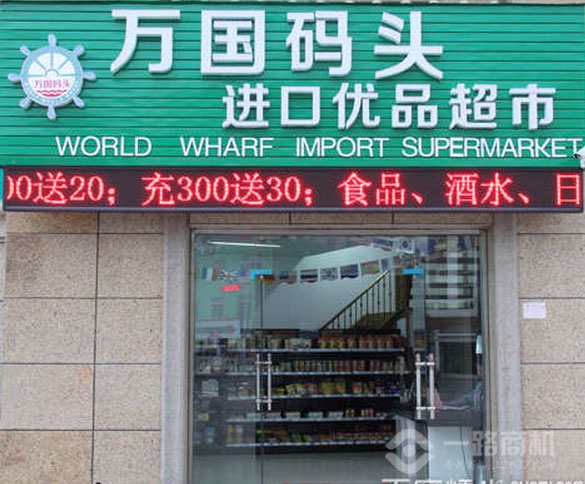 万国码头
万国码头
进口优品超市
WORLD WHARF IMPORT SUPERMARKET
00送20；充300送30；食品、酒水、日
一路商机